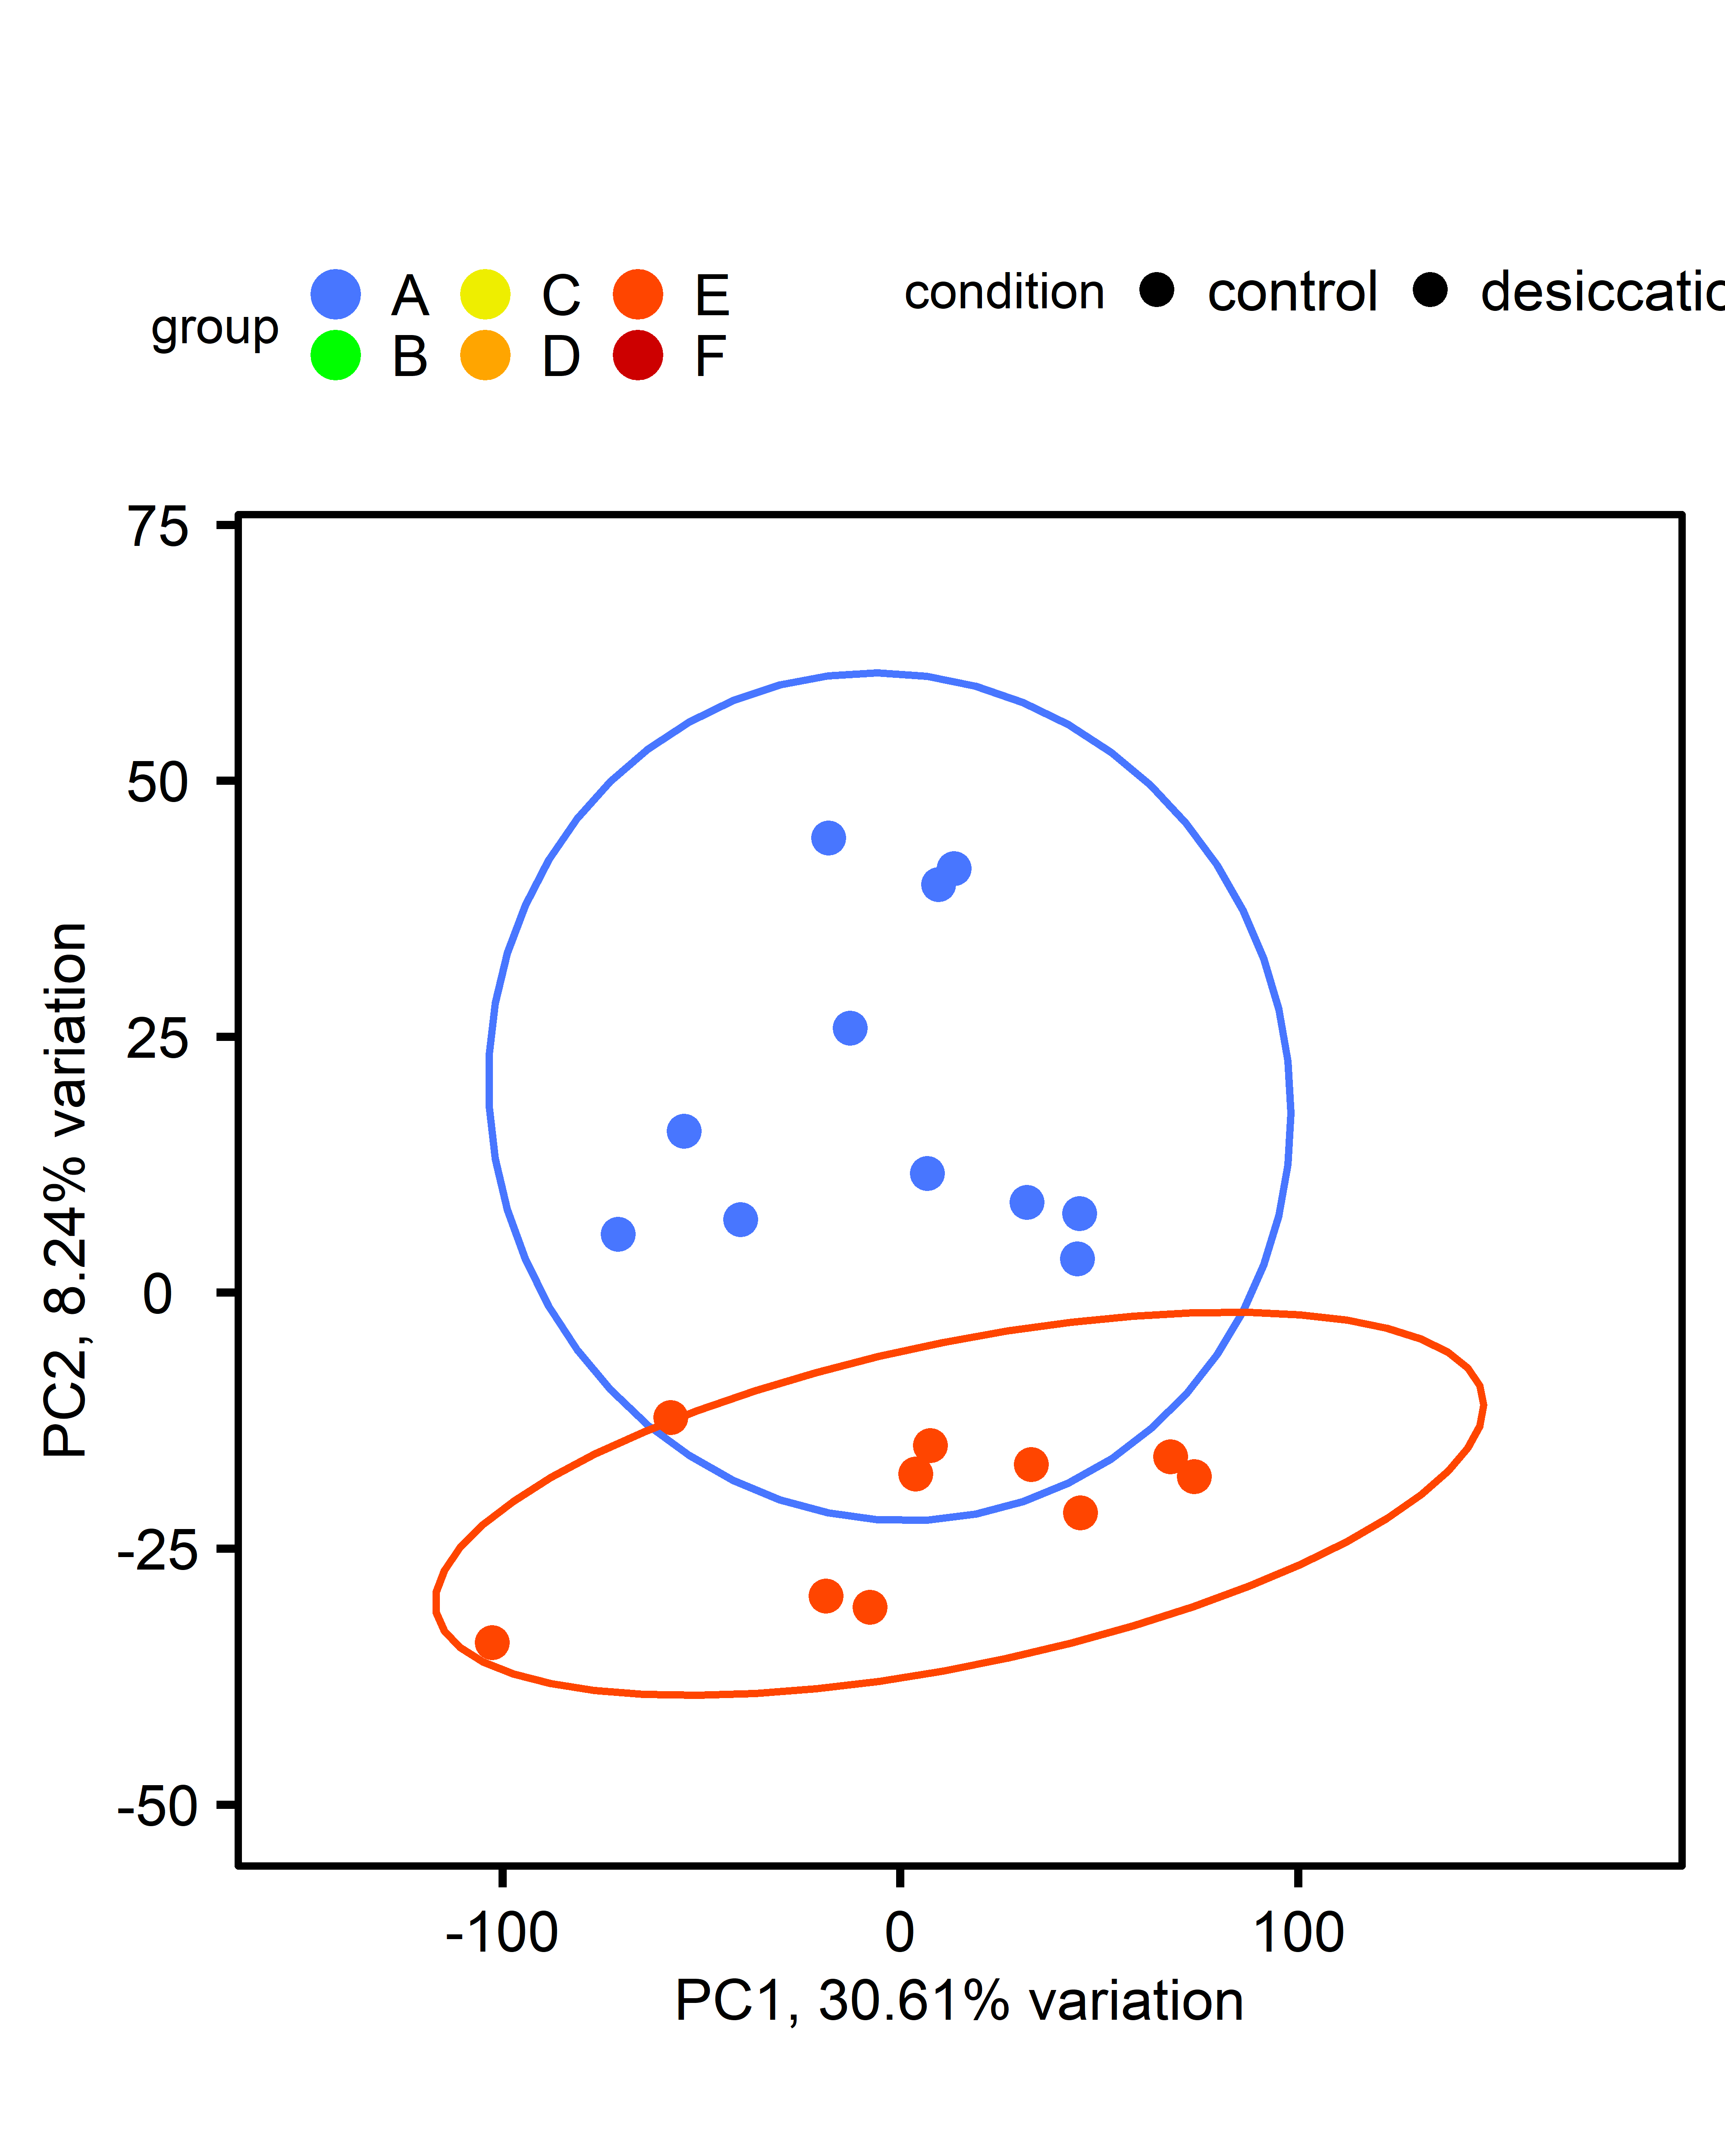 group A C E condition control desiccatio
B D F
75
50
25
0
-25
-50
PC2, 8.24% variation
-100 0 100
PC1, 30.61% variation